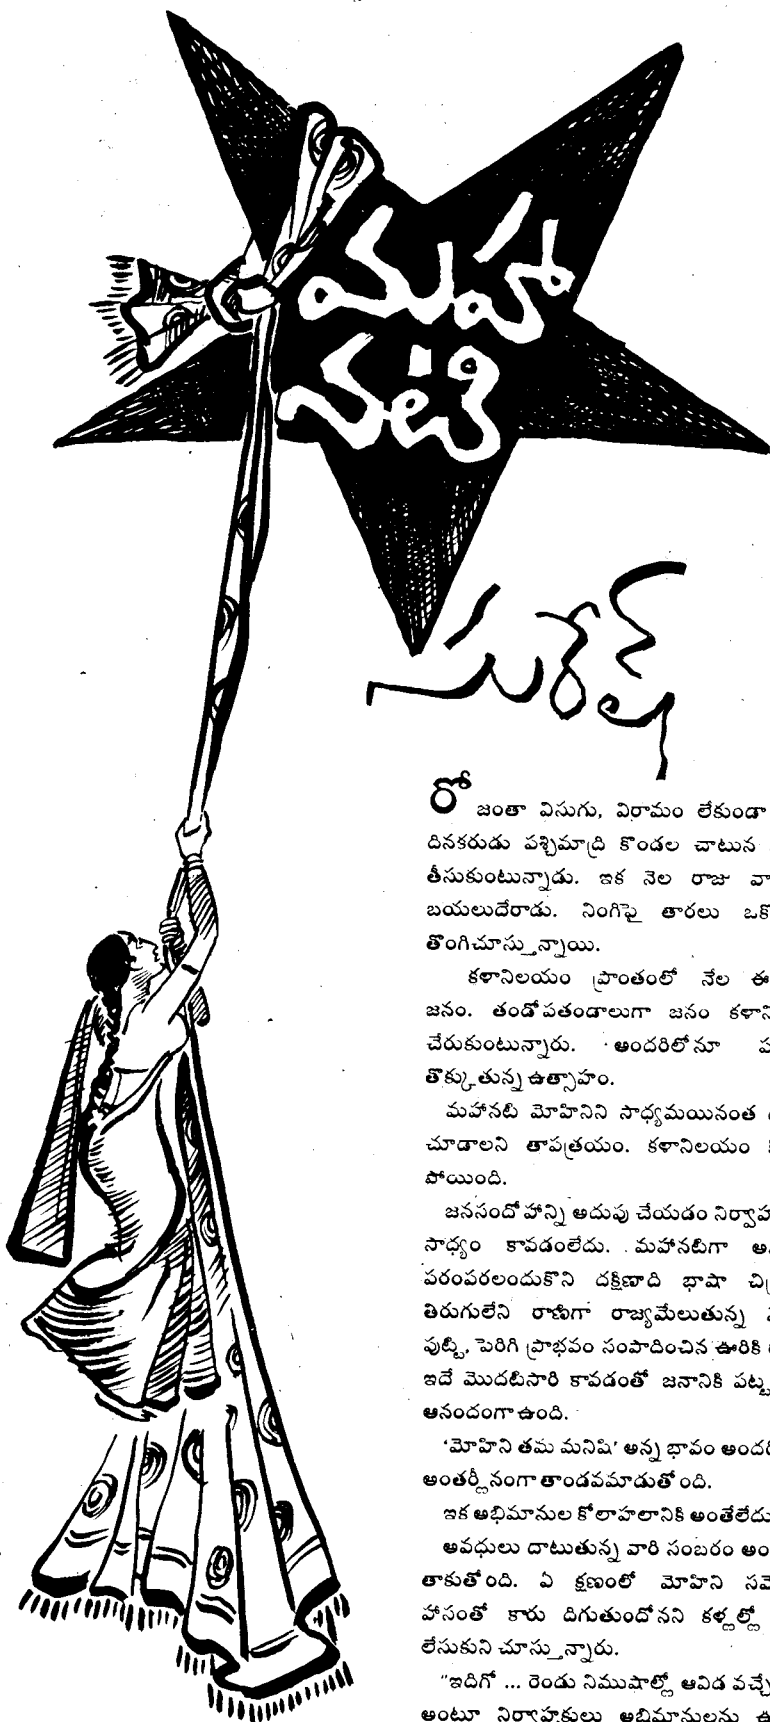 మహా
నటి
సురేష్
రోజంతా విసుగు, విరామం లేకుండా
దినకరుడు పశ్చిమాద్రి కొండల చాటున
తీసుకుంటున్నాడు. ఇక నెల రాజు
బయలుదేరాడు. నింగిపై తారలు
తొంగిచూస్తున్నాయి.
కళానిలయం ప్రాంతంలో నేల
జనం. తండోపతండాలుగా జనం
చేరుకుంటున్నారు. అందరిలోనూ
తొక్కుతున్న ఉత్సాహం.
మహానటి మోహినిని సాధ్యమయినంత
చూడాలని తాపత్రయం. కళానిలయం
పోయింది.
జనసందోహాన్ని అదుపు చేయడం
సాధ్యం కావడంలేదు. మహానటిగా
పరంపరలందుకొని దక్షిణాది భాషా
తిరుగులేని రాణిగా రాజ్యమేలుతున్న
పుట్టి, పెరిగి ప్రాభవం సంపాదించిన ఊరికి
ఇదే మొదటిసారి కావడంతో జనానికి
ఆనందంగా ఉంది.
'మోహిని తమ మనిషి' అన్న భావం
అంతర్లీనంగా తాండవమాడుతోంది.
ఇక అభిమానుల కోలాహలానికి అంతేలేదు
అవధులు దాటుతున్న వారి సంబరం
తాకుతోంది. ఏ క్షణంలో మోహిని
హాసంతో కారు దిగుతుందోనని కళ్లల్లో
లేసుకుని చూస్తున్నారు.
"ఇదిగో ... రెండు నిముషాల్లో ఆవిడ
అంటూ నిర్వాహకులు అభిమానులను